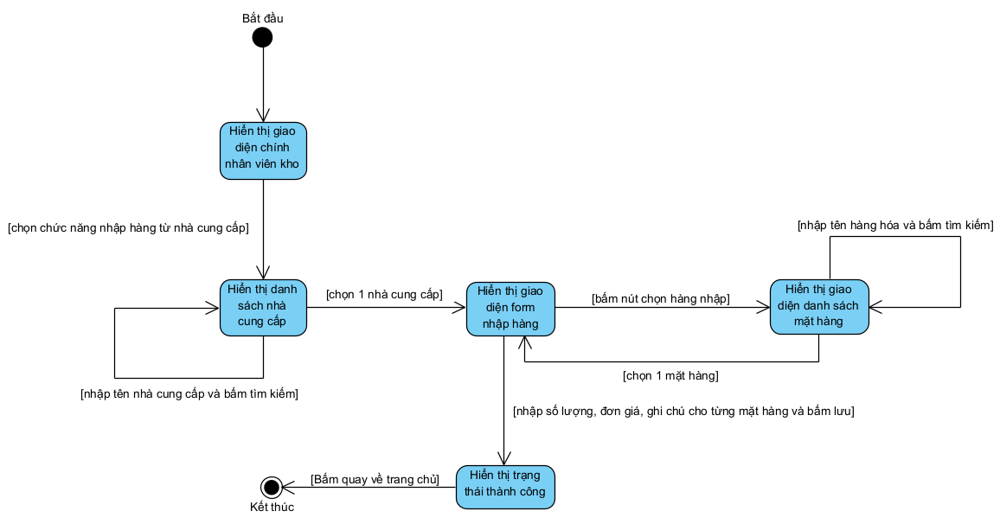 Bắt đầu
Hiển thị giao
diện chính
nhân viên kho
[chọn chức năng nhập hàng từ nhà cung cấp]
[nhập tên hàng hóa và bấm tìm kiếm]
Hiển thị danh
sách nhà
cung cấp
[chọn 1 nhà cung cấp]
Hiển thị giao
diện form
nhập hàng
[bấm nút chọn hàng nhập]
Hiển thị giao
diện danh sách
mặt hàng
[chọn 1 mặt hàng]
[nhập tên nhà cung cấp và bấm tìm kiếm]
[nhập số lượng, đơn giá, ghi chú cho từng mặt hàng và bấm lưu]
Hiển thị trạng
thái thành công
[Bấm quay về trang chủ]
Kết thúc